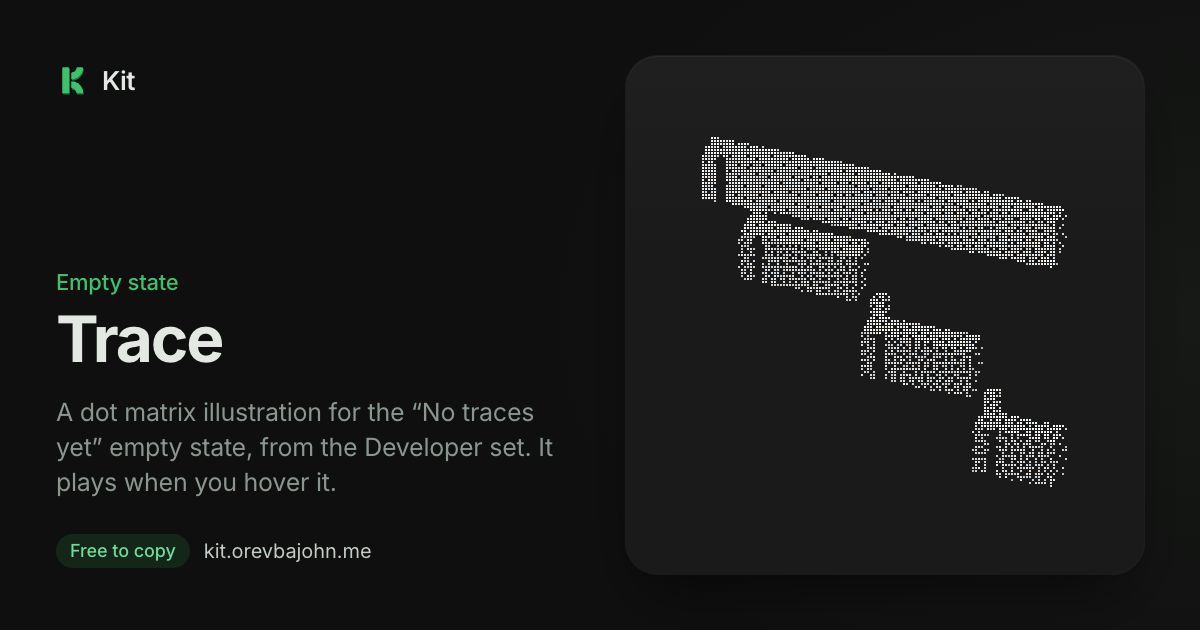 Kit
Empty state
Trace
A dot matrix illustration for the “No traces
yet” empty state, from the Developer set. It
plays when you hover it.
Free to copy
kit.orevbajohn.me